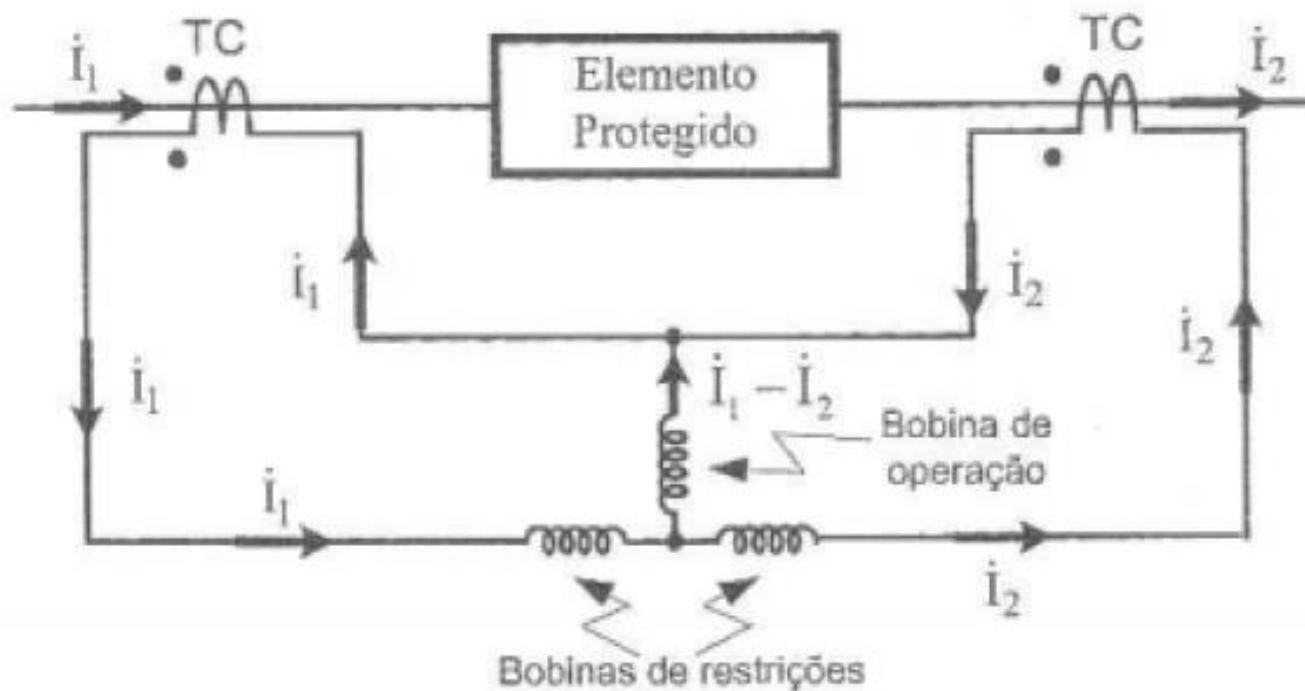 TC
TC
İ₁
İ₂
Elemento
Protegido
İ₁
İ₂
İ₁
İ₂
İ₁ – İ₂
Bobina de
operação
İ₁
İ₂
Bobinas de restrições